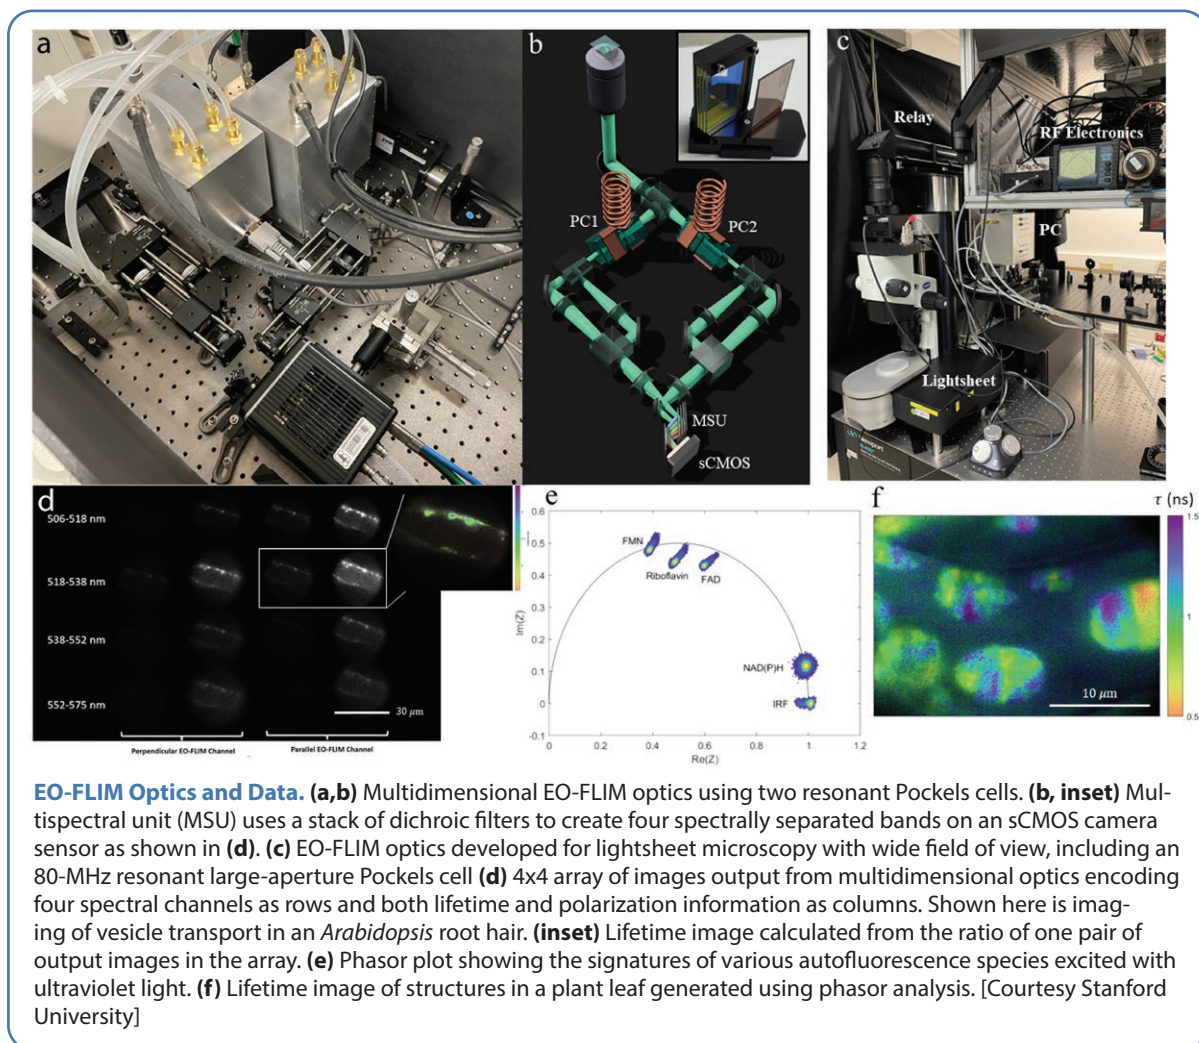 a
b
c
PC1
PC2
MSU
sCMOS
Relay
RF Electronics
PC
Lightsheet
Newport
d
506-518 nm
518-538 nm
538-552 nm
552-575 nm
30 μm
Perpendicular EO-FLIM Channel
Parallel EO-FLIM Channel
e
0.6
0.5
0.4
0.3
0.2
0.1
0
-0.1
Im(Z)
FMN
Riboflavin
FAD
NAD(P)H
IRF
0
0.2
0.4
0.6
0.8
1
1.2
Re(Z)
f
τ (ns)
1.5
1
0.5
10 μm
EO-FLIM Optics and Data. (a,b) Multidimensional EO-FLIM optics using two resonant Pockels cells. (b, inset) Mul-
tispectral unit (MSU) uses a stack of dichroic filters to create four spectrally separated bands on an sCMOS camera
sensor as shown in (d). (c) EO-FLIM optics developed for lightsheet microscopy with wide field of view, including an
80-MHz resonant large-aperture Pockels cell (d) 4x4 array of images output from multidimensional optics encoding
four spectral channels as rows and both lifetime and polarization information as columns. Shown here is imag-
ing of vesicle transport in an Arabidopsis root hair. (inset) Lifetime image calculated from the ratio of one pair of
output images in the array. (e) Phasor plot showing the signatures of various autofluorescence species excited with
ultraviolet light. (f) Lifetime image of structures in a plant leaf generated using phasor analysis. [Courtesy Stanford
University]